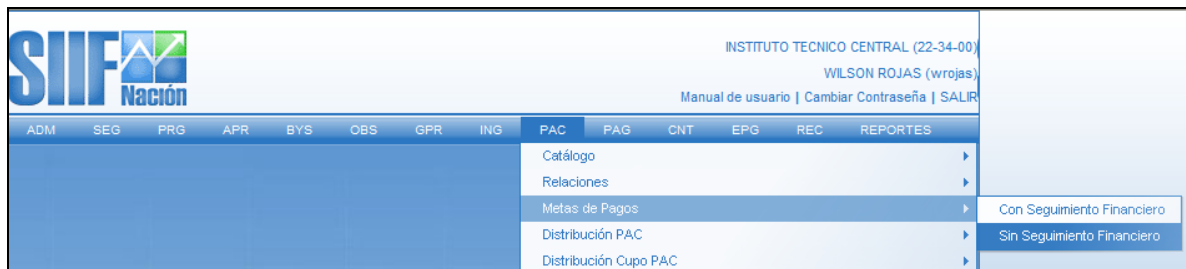 SIIF Nación
INSTITUTO TECNICO CENTRAL (22-34-00)
WILSON ROJAS (wrojas)
Manual de usuario | Cambiar Contraseña | SALIR
ADM SEG PRG APR BYS OBS GPR ING PAC PAG CNT EPG REC REPORTES
Catálogo
Relaciones
Metas de Pagos
Con Seguimiento Financiero
Sin Seguimiento Financiero
Distribución PAC
Distribución Cupo PAC